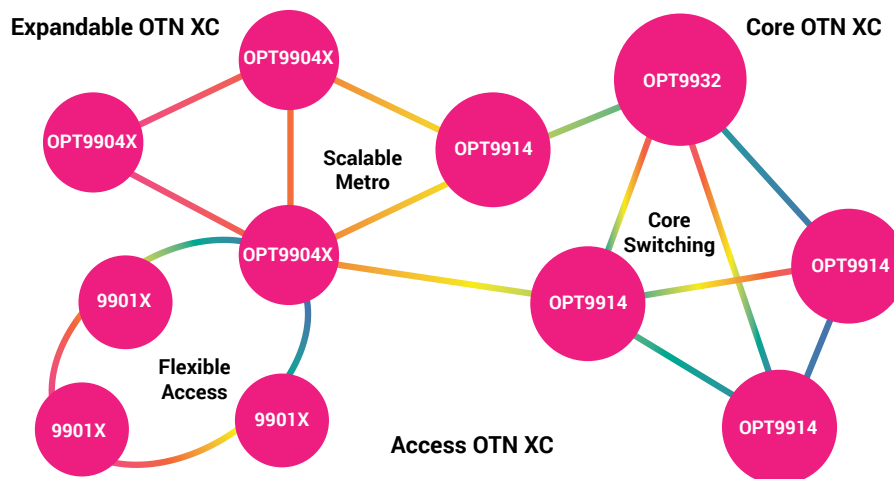 Expandable OTN XC
Core OTN XC
OPT9904X
OPT9932
OPT9904X
OPT9914
Scalable
Metro
Core
Switching
OPT9904X
OPT9914
9901X
OPT9914
Flexible
Access
9901X
9901X
OPT9914
Access OTN XC